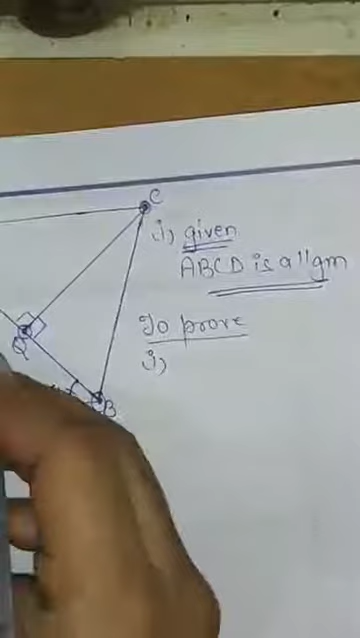 C
i) given
ABCD is a ||gm
To prove
i)
Q
B